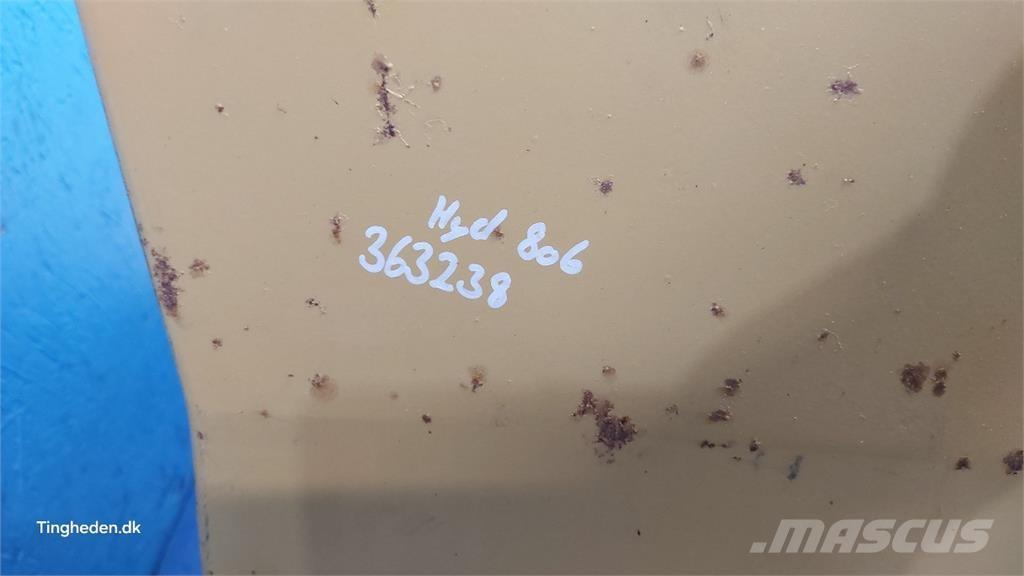 Hyd 806
363238
Tingheden.dk
MASCUS